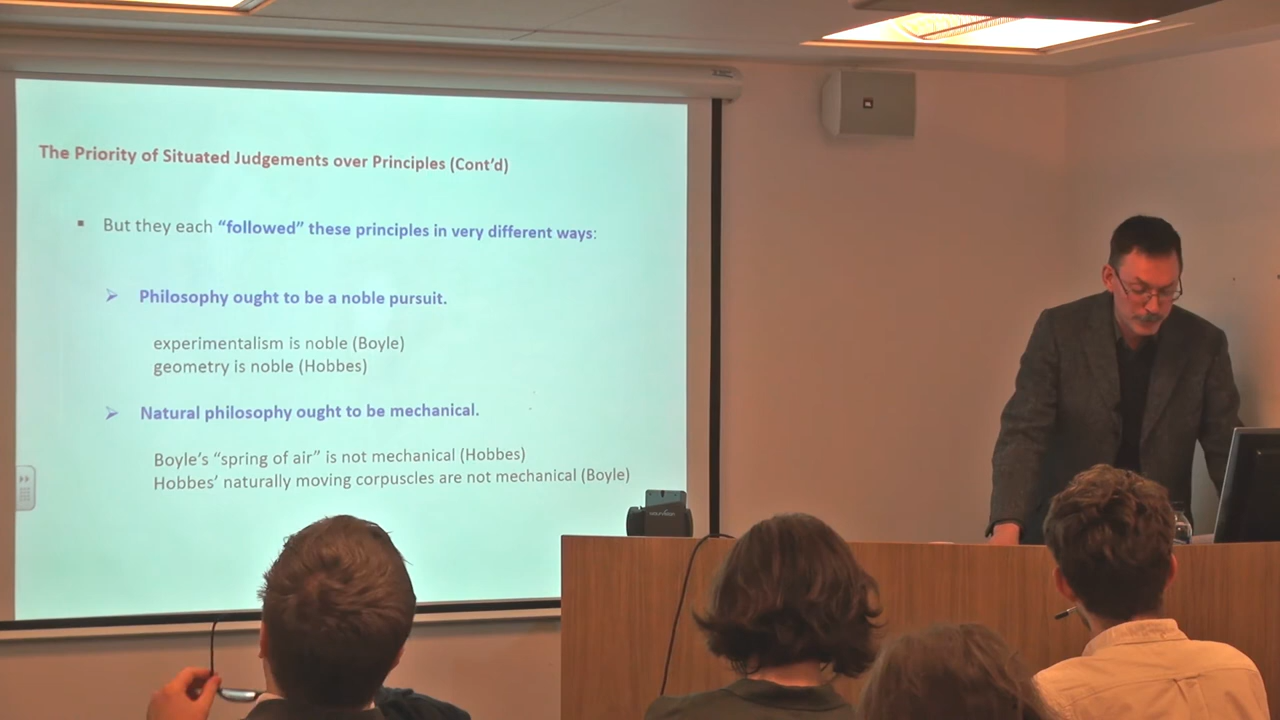 The Priority of Situated Judgements over Principles (Cont'd)
▪ But they each “followed” these principles in very different ways:
➢ Philosophy ought to be a noble pursuit.
experimentalism is noble (Boyle)
geometry is noble (Hobbes)
➢ Natural philosophy ought to be mechanical.
Boyle's “spring of air” is not mechanical (Hobbes)
Hobbes' naturally moving corpuscles are not mechanical (Boyle)